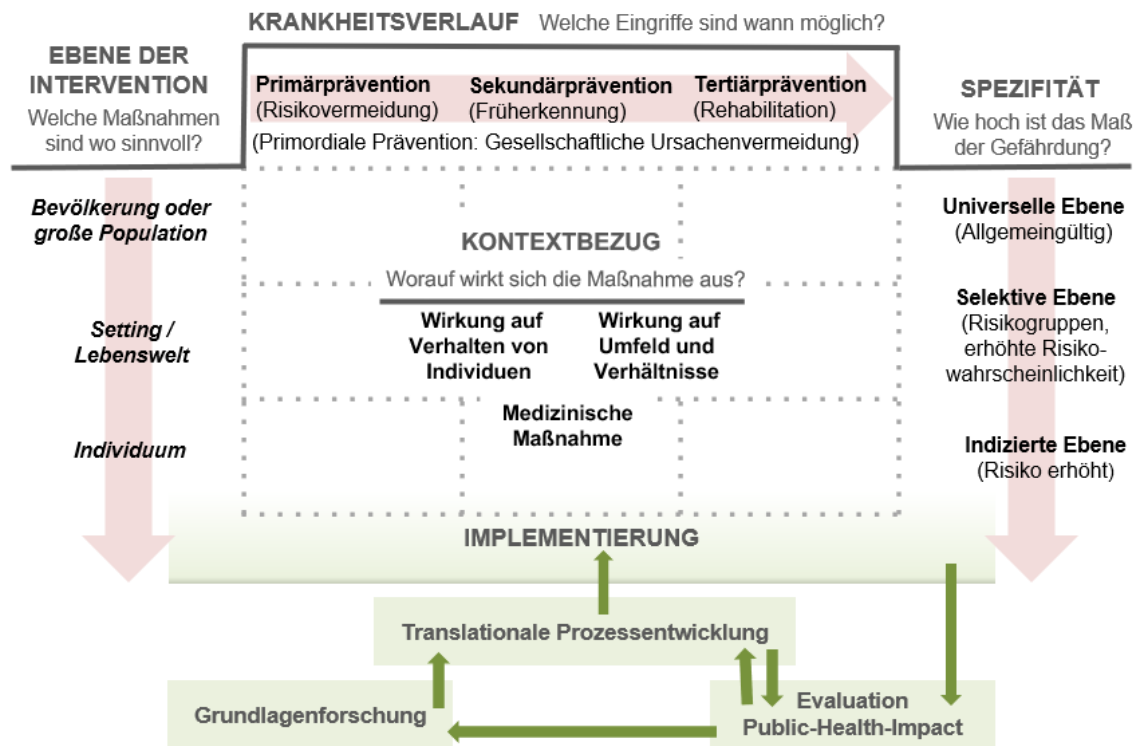 KRANKHEITSVERLAUF Welche Eingriffe sind wann möglich?
EBENE DER
INTERVENTION
Welche Maßnahmen
sind wo sinnvoll?
Primärprävention
(Risikovermeidung)
Sekundärprävention
(Früherkennung)
Tertiärprävention
(Rehabilitation)
(Primordiale Prävention: Gesellschaftliche Ursachenvermeidung)
SPEZIFITÄT
Wie hoch ist das Maß
der Gefährdung?
Bevölkerung oder
große Population
Setting /
Lebenswelt
Individuum
KONTEXTBEZUG
Worauf wirkt sich die Maßnahme aus?
Wirkung auf
Verhalten von
Individuen
Wirkung auf
Umfeld und
Verhältnisse
Medizinische
Maßnahme
Universelle Ebene
(Allgemeingültig)
Selektive Ebene
(Risikogruppen,
erhöhte Risiko-
wahrscheinlichkeit)
Indizierte Ebene
(Risiko erhöht)
IMPLEMENTIERUNG
Translationale Prozessentwicklung
Grundlagenforschung
Evaluation
Public-Health-Impact